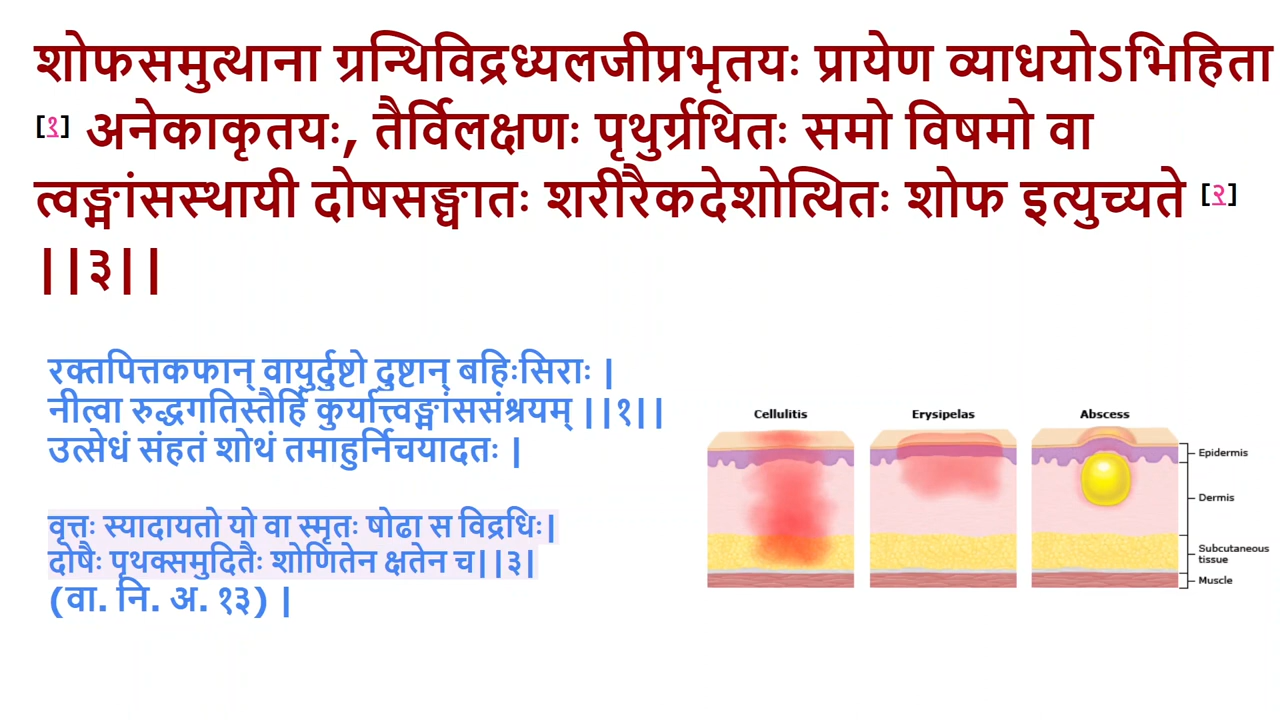 शोफसमुत्थाना ग्रन्थिविद्रध्यलजीप्रभृतयः प्रायेण व्याधयोऽभिहिता
[१] अनेकाकृतयः, तैर्विलक्षणः पृथुर्ग्रथितः समो विषमो वा
त्वङ्मांसस्थायी दोषसङ्घातः शरीरैकदेशोत्थितः शोफ इत्युच्यते [२]
||३||
रक्तपित्तकफान् वायुर्दुष्टो दुष्टान् बहिःसिराः |
नीत्वा रुद्धगतिस्तैर्हि कुर्यात्त्वङ्मांससंश्रयम् ||१||
उत्सेधं संहतं शोथं तमाहुर्निचयादतः |
वृत्तः स्यादायतो यो वा स्मृतः षोढा स विद्रधिः|
दोषैः पृथक्समुदितैः शोणितेन क्षतेन च||३|
(वा. नि. अ. १३) |
Cellulitis Erysipelas Abscess
Epidermis
Dermis
Subcutaneous
tissue
Muscle